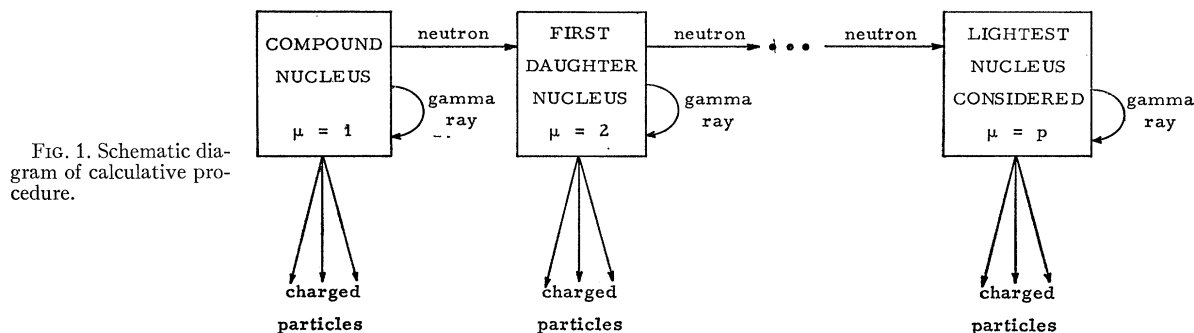 COMPOUND
NUCLEUS
μ = 1
neutron
gamma
ray
FIRST
DAUGHTER
NUCLEUS
μ = 2
neutron
gamma
ray
• • •
neutron
LIGHTEST
NUCLEUS
CONSIDERED
μ = p
gamma
ray
FIG. 1. Schematic dia-
gram of calculative pro-
cedure.
charged
particles
charged
particles
charged
particles